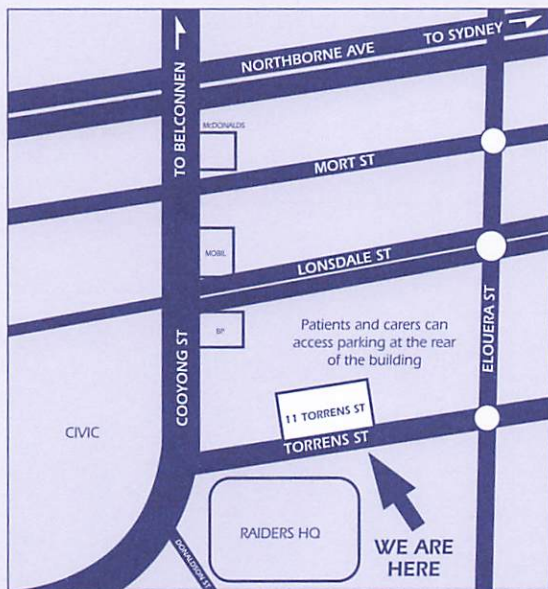 TO SYDNEY
NORTHBORNE AVE
TO BELCONNEN
McDONALDS
MORT ST
MOBIL
LONSDALE ST
BP
Patients and carers can
access parking at the rear
of the building
ELOUERA ST
COOYONG ST
CIVIC
11 TORRENS ST
TORRENS ST
RAIDERS HQ
WE ARE
HERE
DONALDSON ST